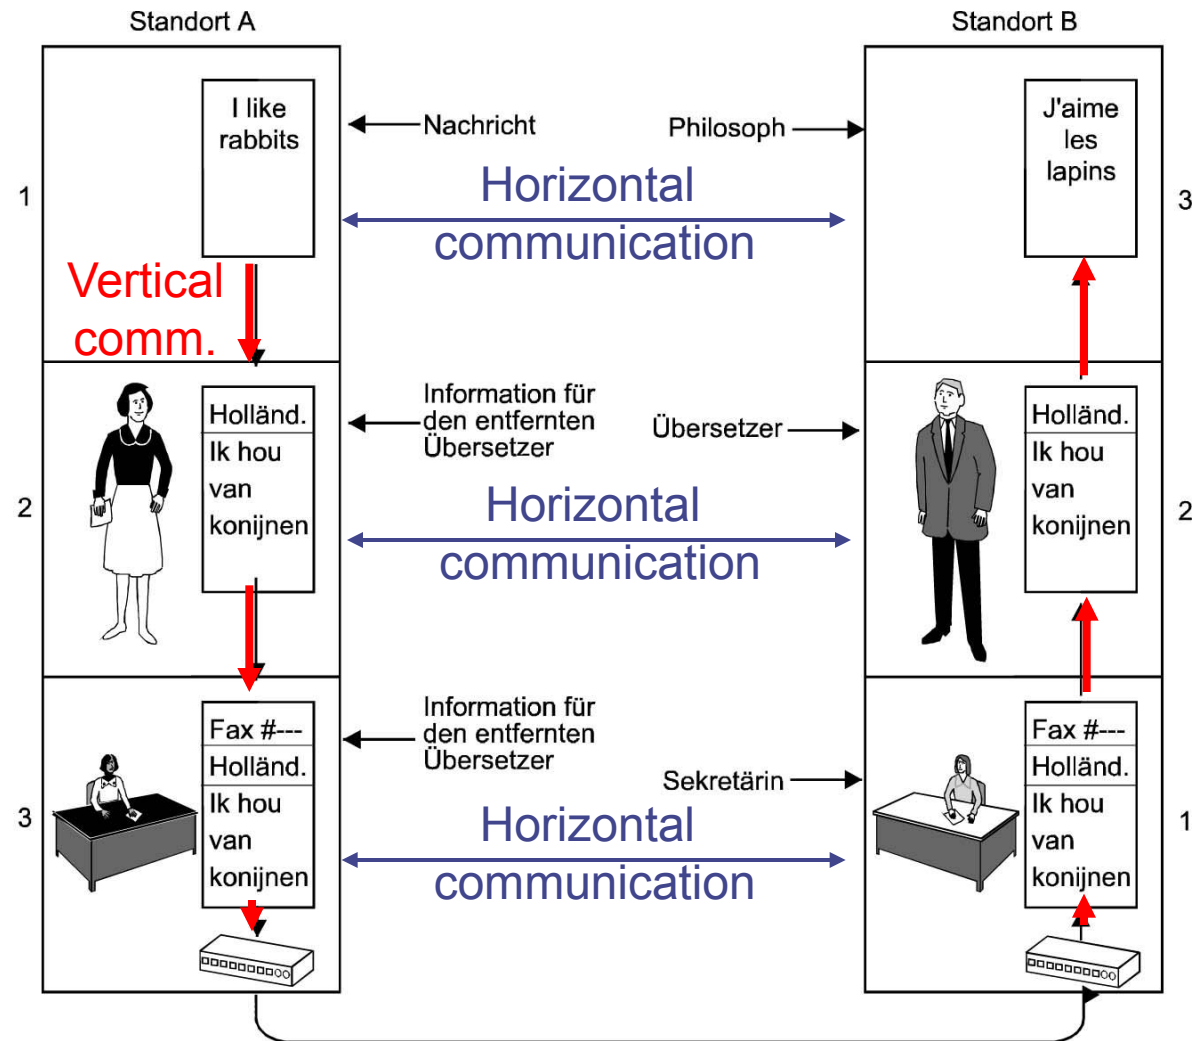 Standort A
Standort B
I like
rabbits
Nachricht
Philosoph
J'aime
les
lapins
1
Horizontal
communication
3
Vertical
comm.
Holländ.
Ik hou
van
konijnen
Information für
den entfernten
Übersetzer
Übersetzer
Holländ.
Ik hou
van
konijnen
2
Horizontal
communication
2
Fax #---
Holländ.
Ik hou
van
konijnen
Information für
den entfernten
Übersetzer
Sekretärin
Fax #---
Holländ.
Ik hou
van
konijnen
3
Horizontal
communication
1